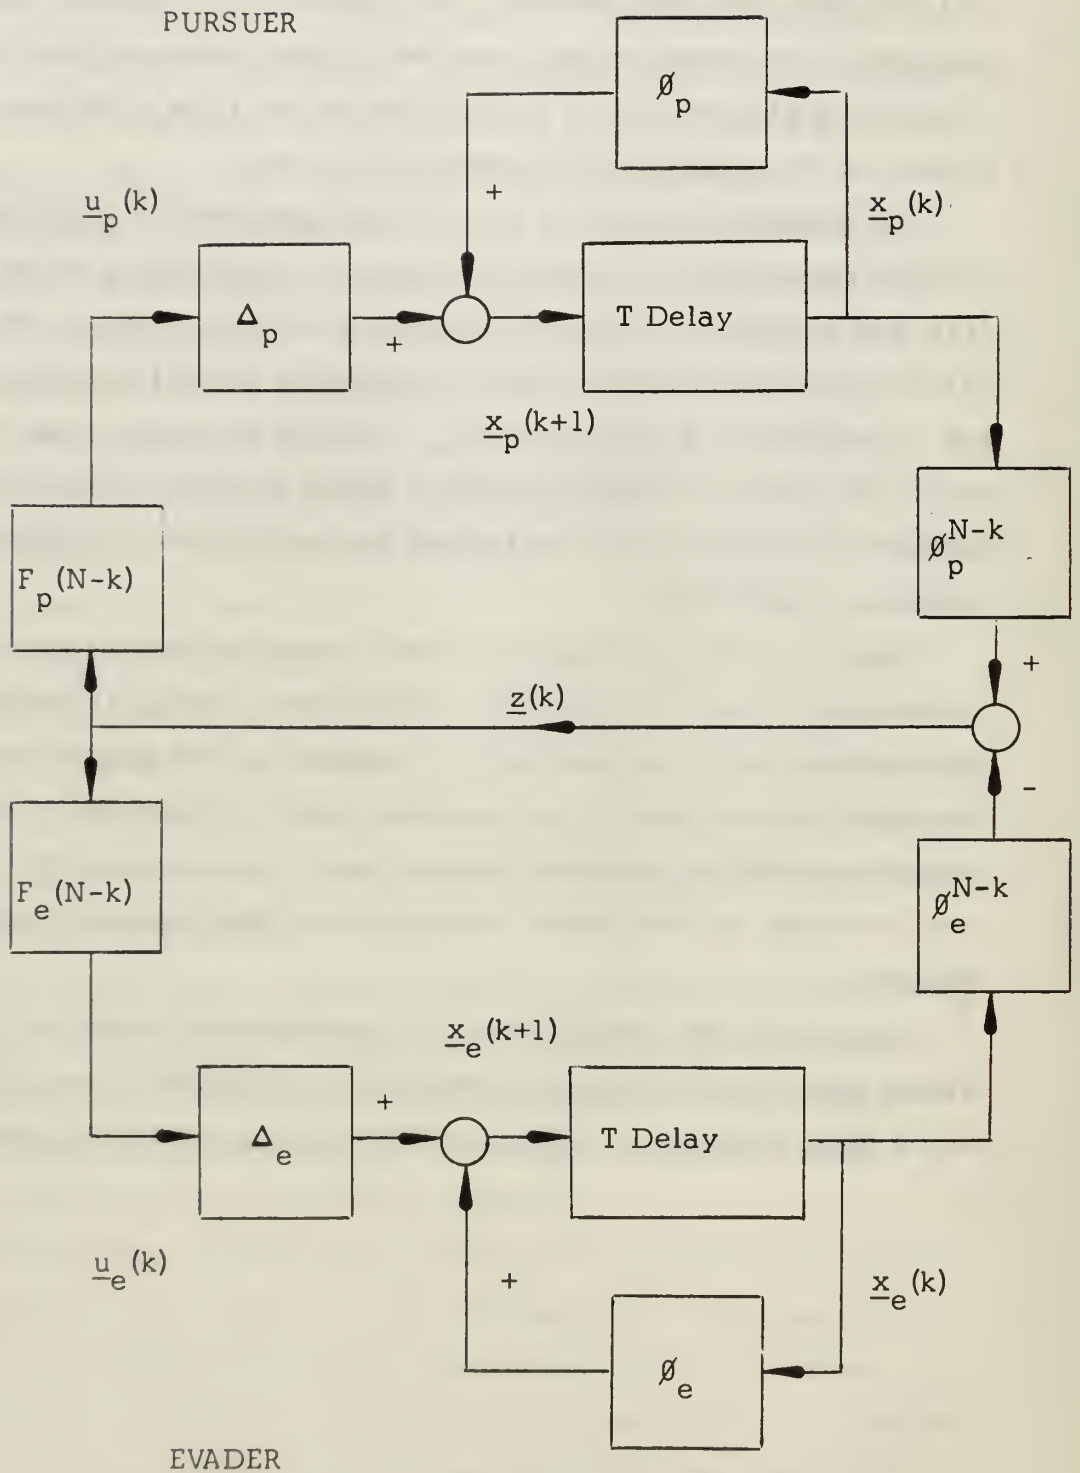 PURSUER
Ø_p
+
u_p(k)
x_p(k)
Δ_p
+
T Delay
x_p(k+1)
F_p(N-k)
Ø_p^{N-k}
+
z(k)
-
F_e(N-k)
Ø_e^{N-k}
x_e(k+1)
+
Δ_e
T Delay
u_e(k)
+
x_e(k)
Ø_e
EVADER